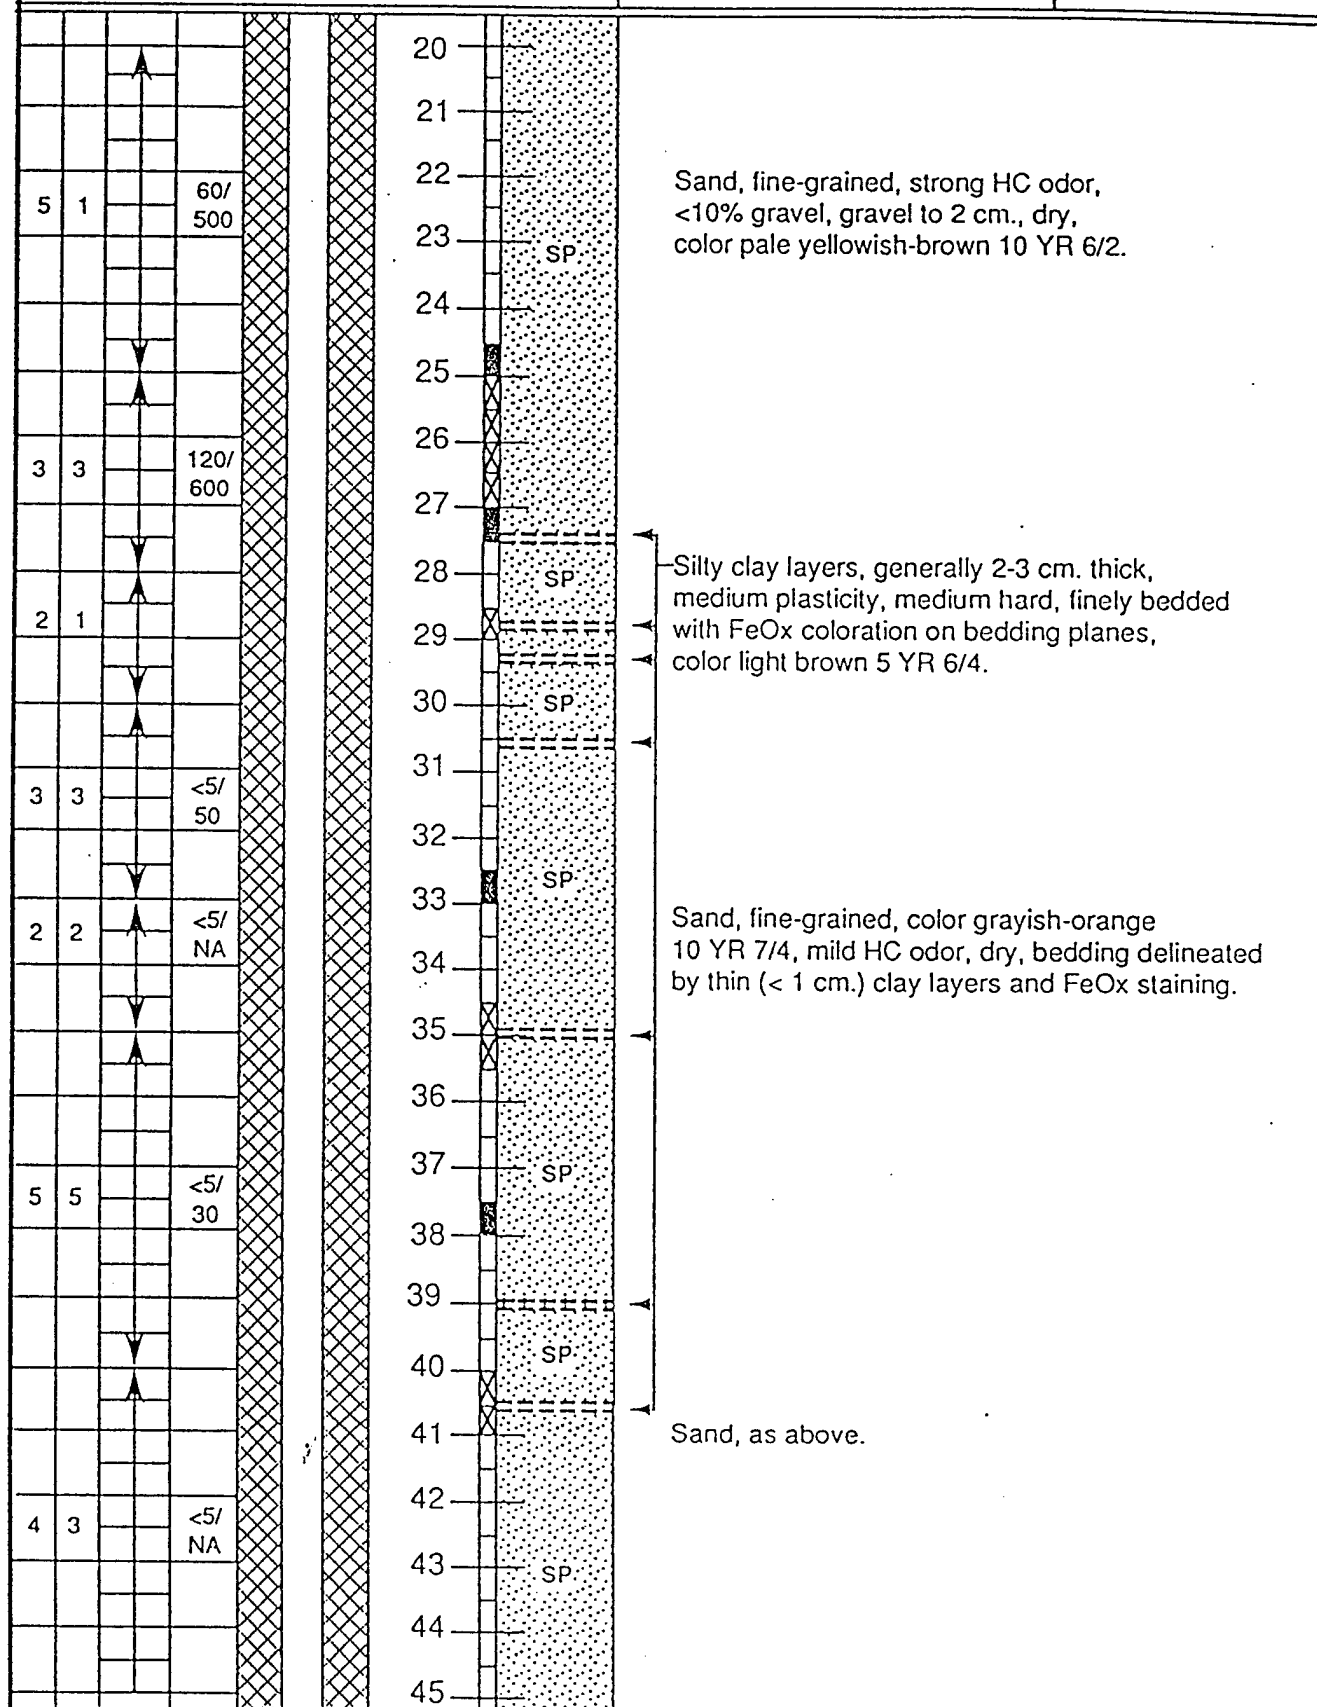 20
21
22
5 1 60/
500
Sand, fine-grained, strong HC odor,
<10% gravel, gravel to 2 cm., dry,
color pale yellowish-brown 10 YR 6/2.
23
SP
24
25
26
3 3 120/
600
27
28
SP
Silty clay layers, generally 2-3 cm. thick,
medium plasticity, medium hard, finely bedded
with FeOx coloration on bedding planes,
color light brown 5 YR 6/4.
2 1
29
30
SP
31
3 3 <5/
50
32
SP
33
2 2 <5/
NA
Sand, fine-grained, color grayish-orange
10 YR 7/4, mild HC odor, dry, bedding delineated
by thin (< 1 cm.) clay layers and FeOx staining.
34
35
36
37
SP
5 5 <5/
30
38
39
SP
40
41
Sand, as above.
42
4 3 <5/
NA
43
SP
44
45